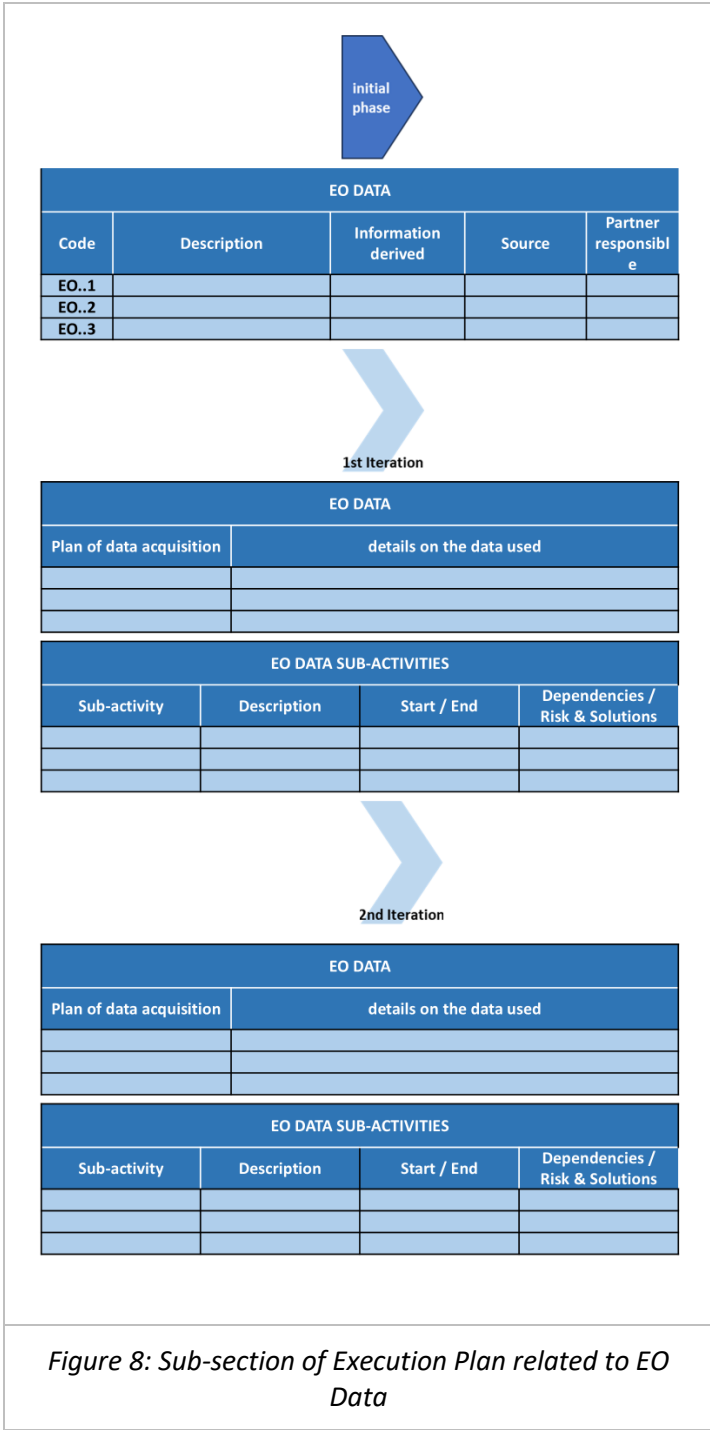 initial
phase
EO DATA
Code Description Information derived Source Partner responsibl e
EO..1
EO..2
EO..3
1st Iteration
EO DATA
Plan of data acquisition details on the data used
EO DATA SUB-ACTIVITIES
Sub-activity Description Start / End Dependencies / Risk & Solutions
2nd Iteration
EO DATA
Plan of data acquisition details on the data used
EO DATA SUB-ACTIVITIES
Sub-activity Description Start / End Dependencies / Risk & Solutions
Figure 8: Sub-section of Execution Plan related to EO
Data